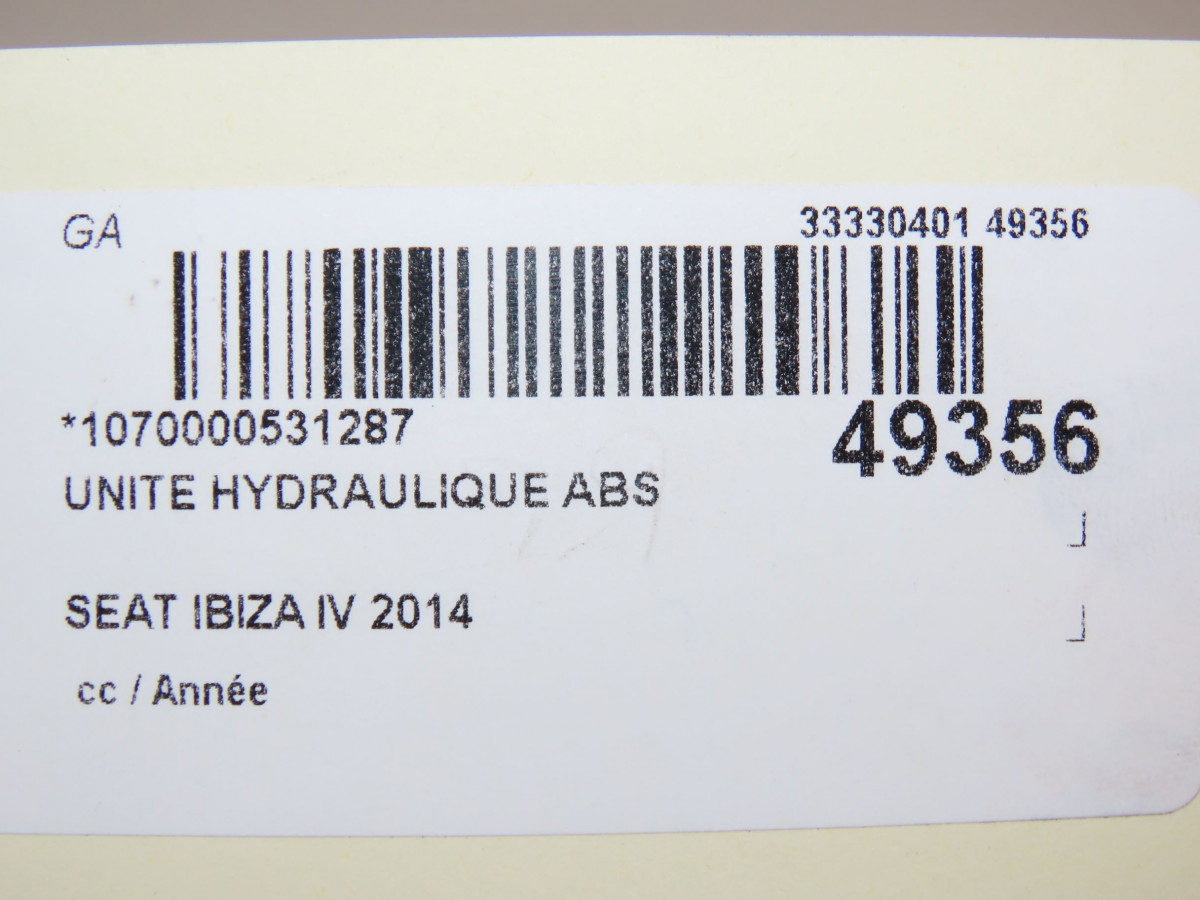 GA
33330401 49356
*1070000531287
49356
UNITE HYDRAULIQUE ABS
SEAT IBIZA IV 2014
cc / Année